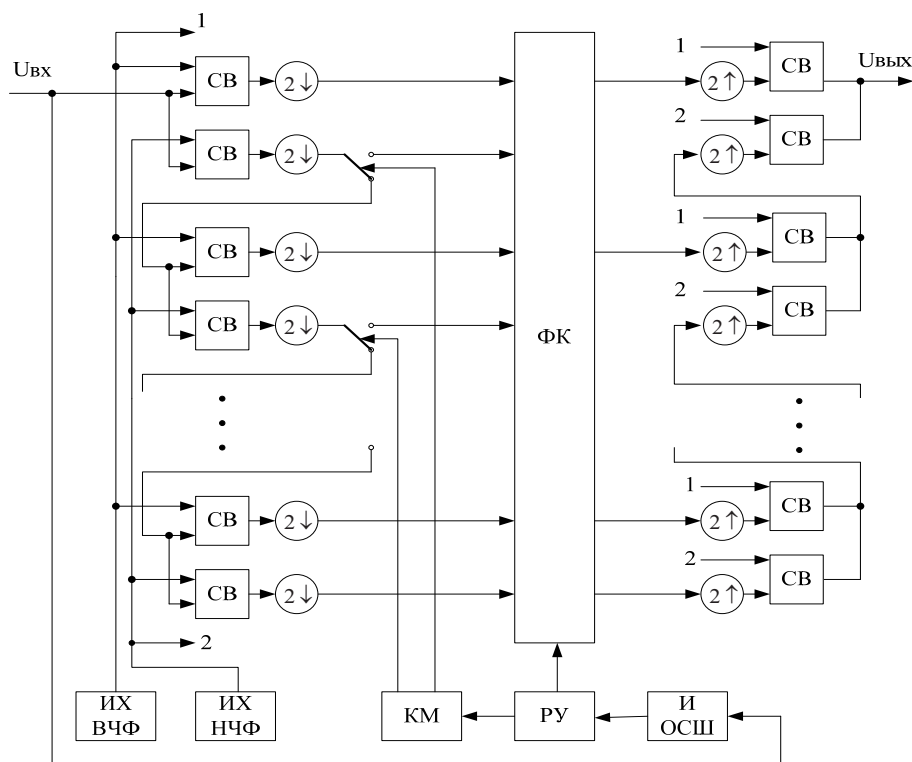 1
Uвх
СВ 2↓
СВ 2↓
СВ 2↓
СВ 2↓
СВ 2↓
СВ 2↓
2
ФК
1
2↑ СВ
Uвых
2
2↑ СВ
1
2↑ СВ
2
2↑ СВ
1
2↑ СВ
2
2↑ СВ
ИХ
ВЧФ
ИХ
НЧФ
КМ
РУ
И
ОСШ